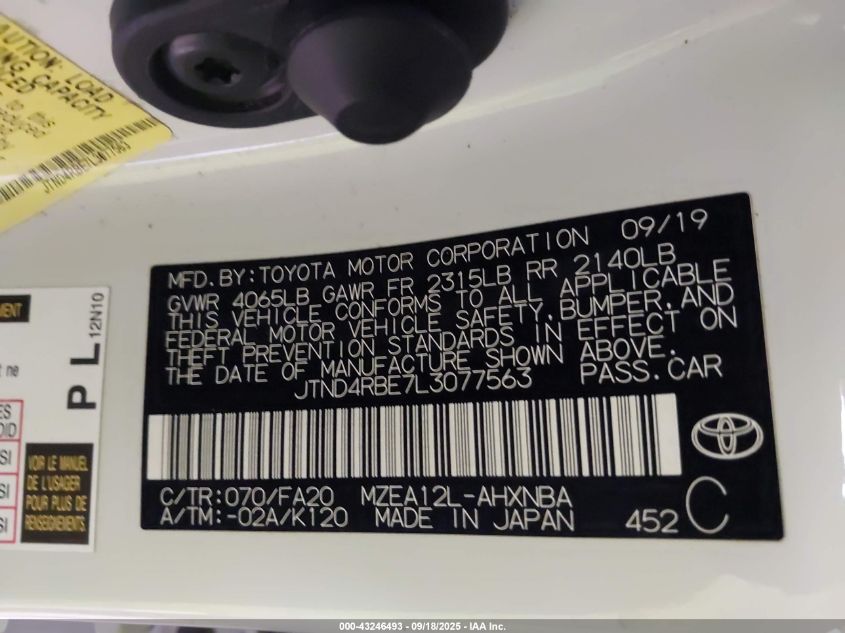 CAUTION, LOAD
CAPACITY
MFD. BY: TOYOTA MOTOR CORPORATION 09/19
GVWR 4065LB GAWR FR 2315LB RR 2140LB
THIS VEHICLE CONFORMS TO ALL APPLICABLE
FEDERAL MOTOR VEHICLE SAFETY, BUMPER, AND
THEFT PREVENTION STANDARDS IN EFFECT ON
THE DATE OF MANUFACTURE SHOWN ABOVE.
JTND4RBE7L3077563 PASS. CAR
C/TR: 070/FA20 MZEA12L-AHXNBA
A/TM: -02A/K120 MADE IN JAPAN 452 C
P L 12N10
VOIR LE MANUEL
DE L'USAGER
POUR PLUS DE
RENSEIGNEMENTS
000-43246493 - 09/18/2025 - IAA Inc.